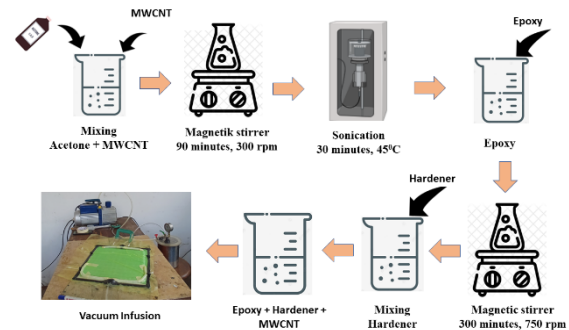 MWCNT
Mixing
Acetone + MWCNT
Magnetik stirrer
90 minutes, 300 rpm
Sonication
30 minutes, 45⁰C
Epoxy
Epoxy
Hardener
Magnetic stirrer
300 minutes, 750 rpm
Mixing
Hardener
Epoxy + Hardener +
MWCNT
Vacuum Infusion